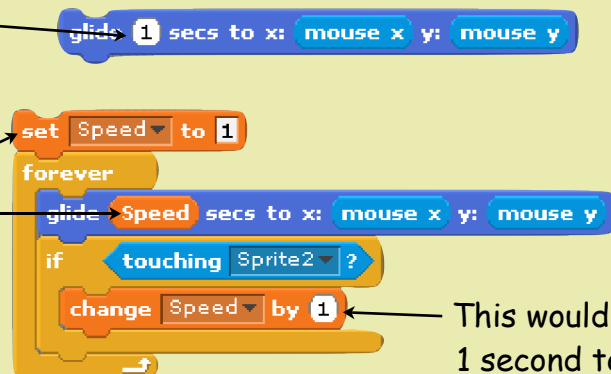 glide 1 secs to x: mouse x y: mouse y
set Speed to 1
forever
glide Speed secs to x: mouse x y: mouse y
if touching Sprite2 ?
change Speed by 1
This would
1 second to